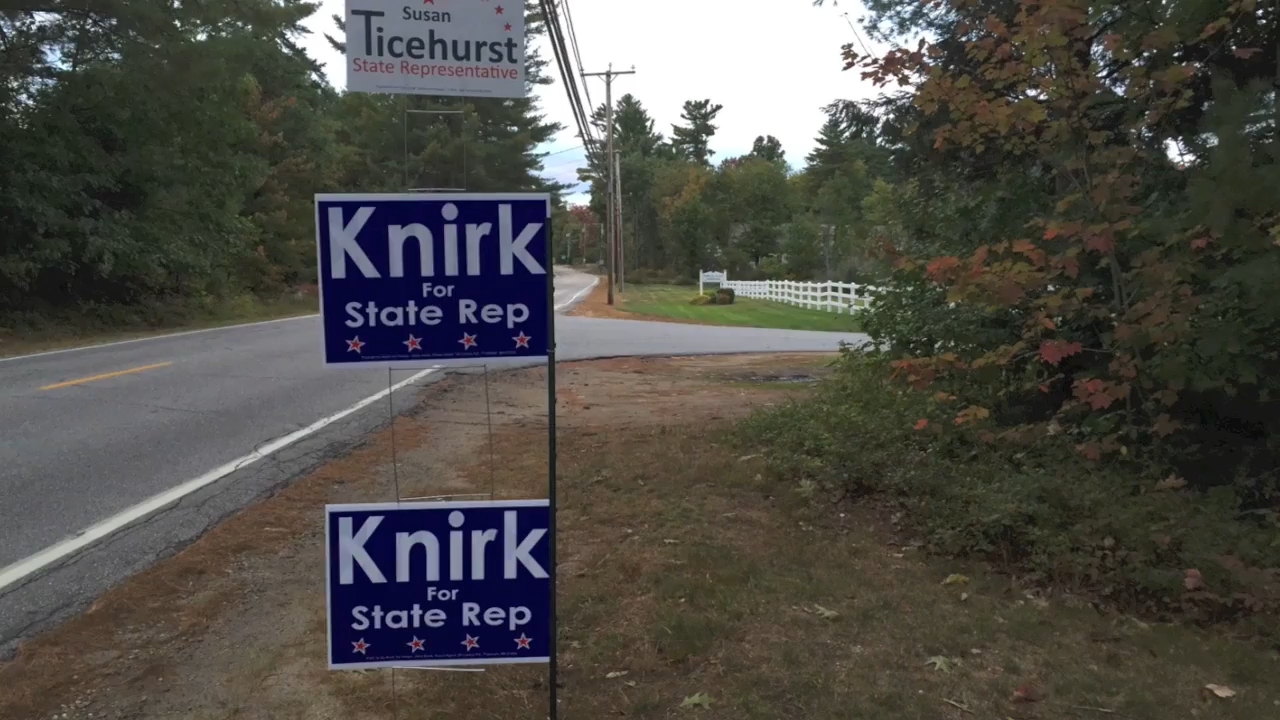 Susan
Ticehurst
State Representative
Knirk
For
State Rep
Knirk
For
State Rep